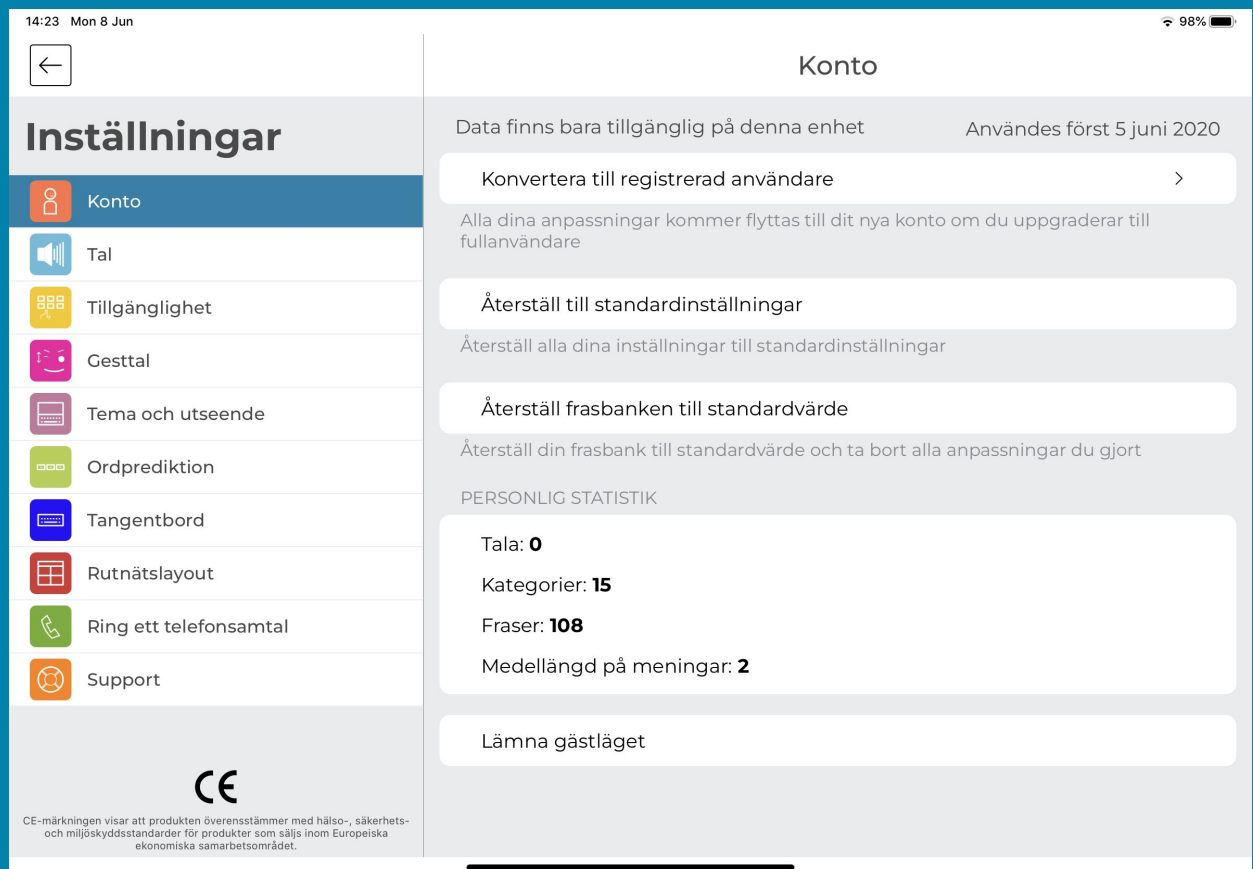 14:23 Mon 8 Jun
98%
Konto
Inställningar
Konto
Tal
Tillgänglighet
Gesttal
Tema och utseende
Ordprediktion
Tangentbord
Rutnätslayout
Ring ett telefonsamtal
Support
CE
CE-märkningen visar att produkten överensstämmer med hälso-, säkerhets-
och miljöskyddsstandarder för produkter som säljs inom Europeiska
ekonomiska samarbetsområdet.
Data finns bara tillgänglig på denna enhet
Användes först 5 juni 2020
Konvertera till registrerad användare
Alla dina anpassningar kommer flyttas till dit nya konto om du uppgraderar till
fullanvändare
Återställ till standardinställningar
Återställ alla dina inställningar till standardinställningar
Återställ frasbanken till standardvärde
Återställ din frasbank till standardvärde och ta bort alla anpassningar du gjort
PERSONLIG STATISTIK
Tala: 0
Kategorier: 15
Fraser: 108
Medellängd på meningar: 2
Lämna gästläget